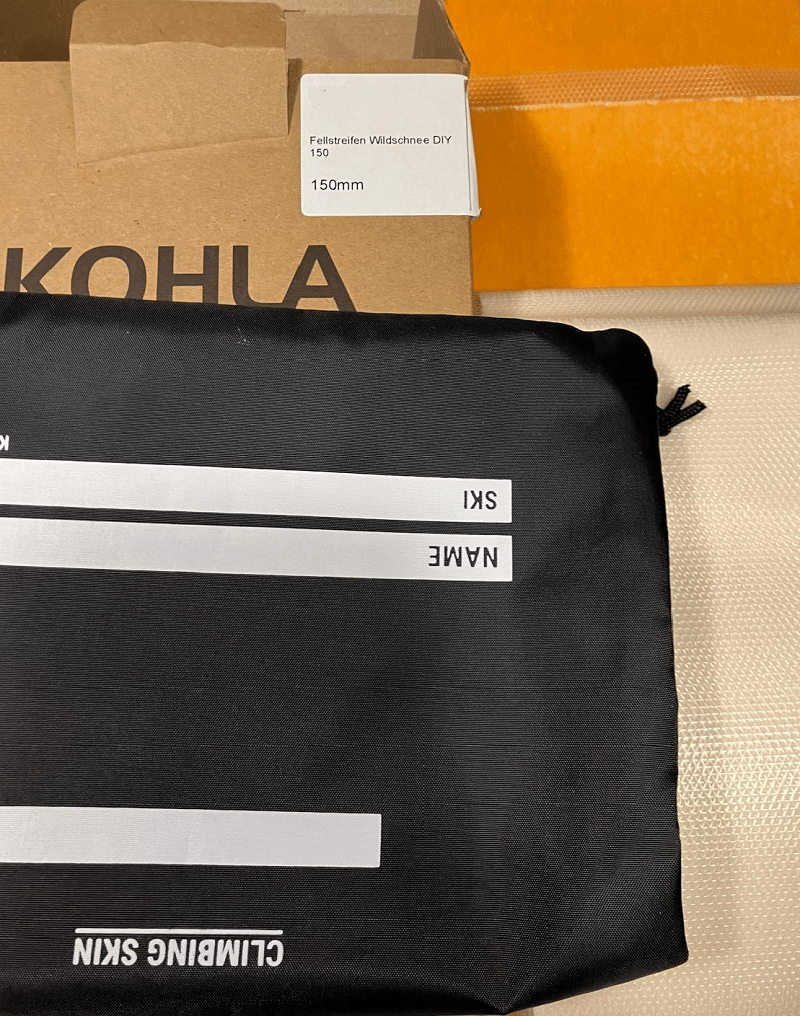 Fellstreifen Wildschnee DIY
150
150mm
KOHLA
K
SKI
NAME
CLIMBING SKIN